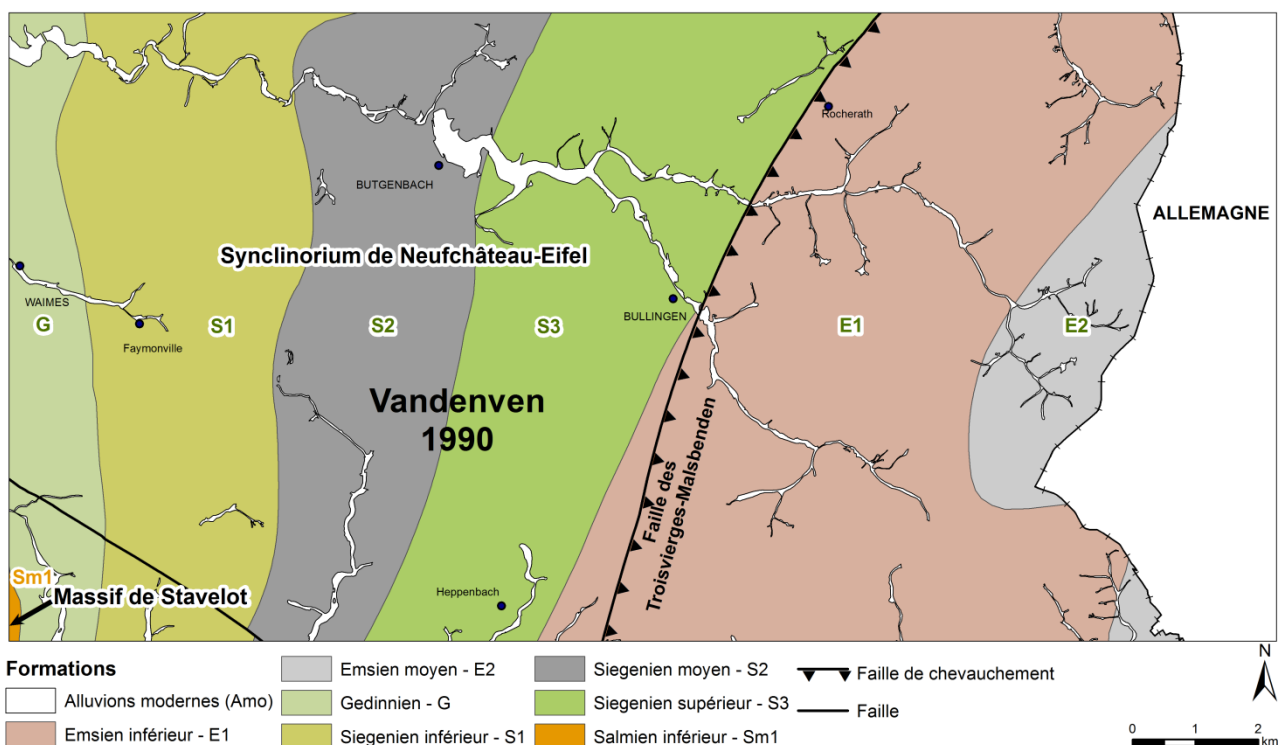 Rocherath
BUTGENBACH
ALLEMAGNE
Synclinorium de Neufchâteau-Eifel
WAIMES
BULLINGEN
G
S1
S2
S3
E1
E2
Faymonville
Vandenven
1990
Faille des
Troisvierges-Malsbenden
Sm1
Massif de Stavelot
Heppenbach
Formations
Alluvions modernes (Amo)
Emsien inférieur - E1
Emsien moyen - E2
Gedinnien - G
Siegenien inférieur - S1
Siegenien moyen - S2
Siegenien supérieur - S3
Salmien inférieur - Sm1
Faille de chevauchement
Faille
N
0 1 2
km